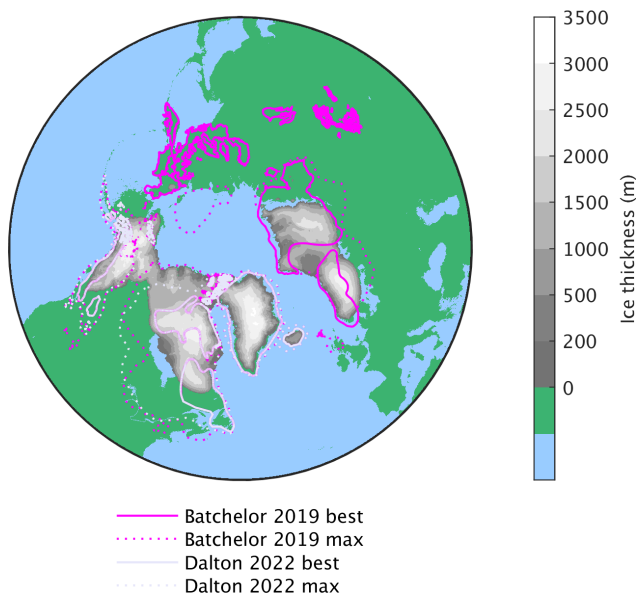 3500
3000
2500
2000
1500
1000
500
200
0
Ice thickness (m)
Batchelor 2019 best
Batchelor 2019 max
Dalton 2022 best
Dalton 2022 max